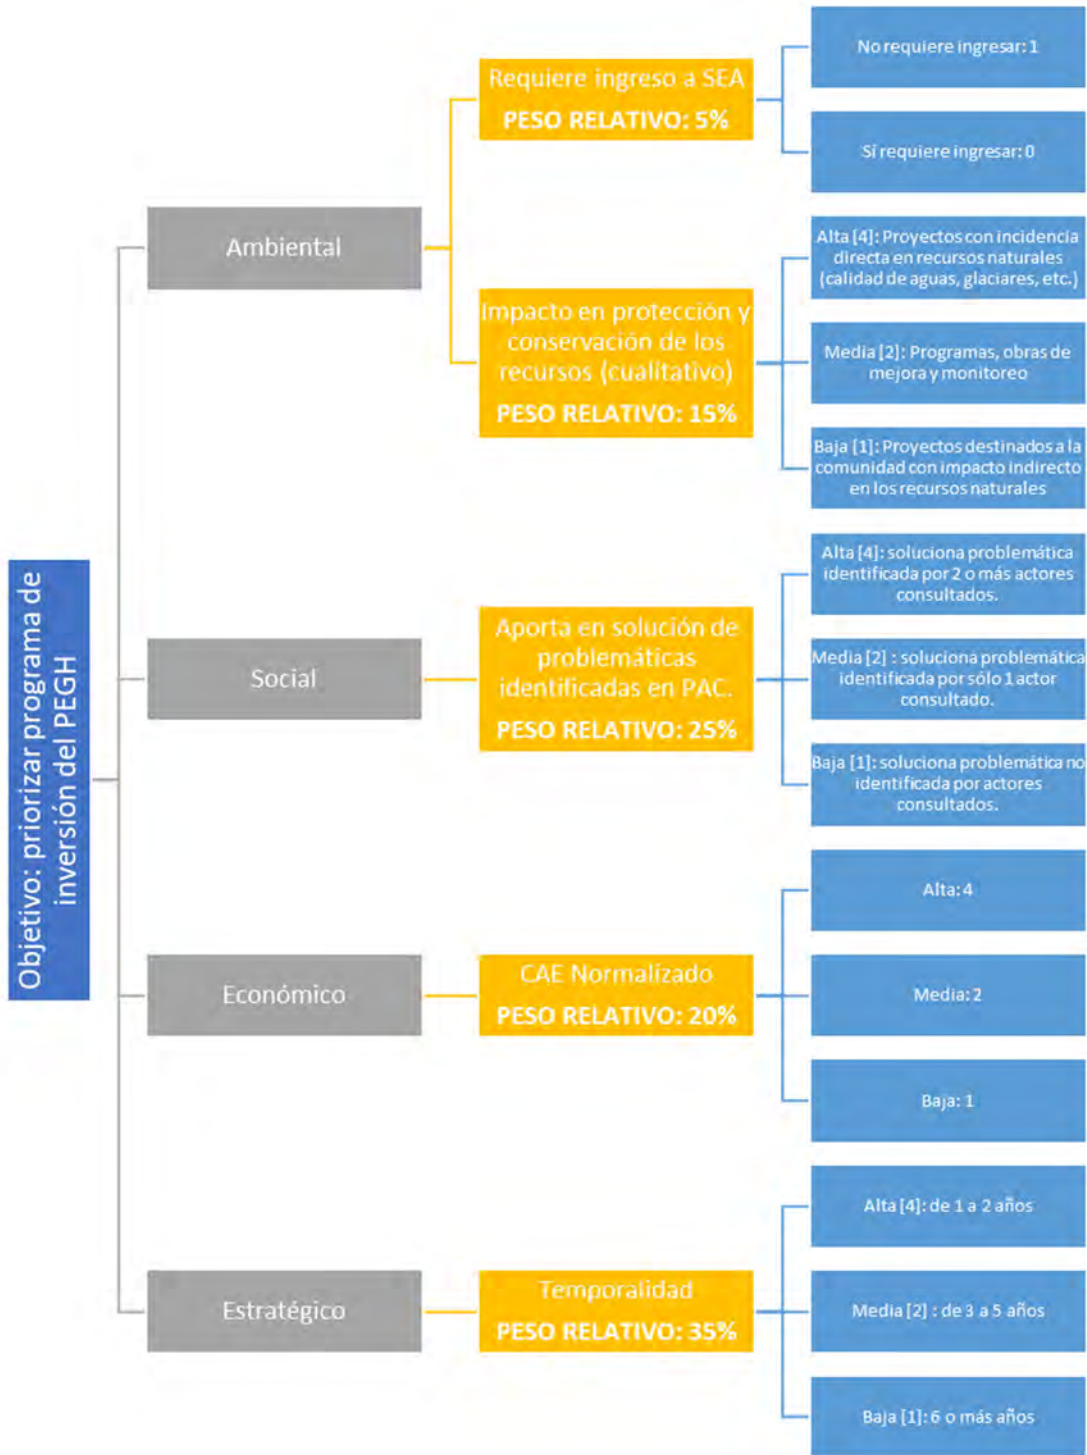 Objetivo: priorizar programa de
inversión del PEGH
Ambiental
Requiere ingreso a SEA
PESO RELATIVO: 5%
No requiere ingresar: 1
Sí requiere ingresar: 0
Impacto en protección y
conservación de los
recursos (cualitativo)
PESO RELATIVO: 15%
Alta [4]: Proyectos con incidencia
directa en recursos naturales
(calidad de aguas, glaciares, etc.)
Media [2]: Programas, obras de
mejora y monitoreo
Baja [1]: Proyectos destinados a la
comunidad con impacto indirecto
en los recursos naturales
Social
Aporta en solución de
problemáticas
identificadas en PAC.
PESO RELATIVO: 25%
Alta [4]: soluciona problemática
identificada por 2 o más actores
consultados.
Media [2] : soluciona problemática
identificada por sólo 1 actor
consultado.
Baja [1]: soluciona problemática no
identificada por actores
consultados.
Económico
CAE Normalizado
PESO RELATIVO: 20%
Alta: 4
Media: 2
Baja: 1
Estratégico
Temporalidad
PESO RELATIVO: 35%
Alta [4]: de 1 a 2 años
Media [2] : de 3 a 5 años
Baja [1]: 6 o más años